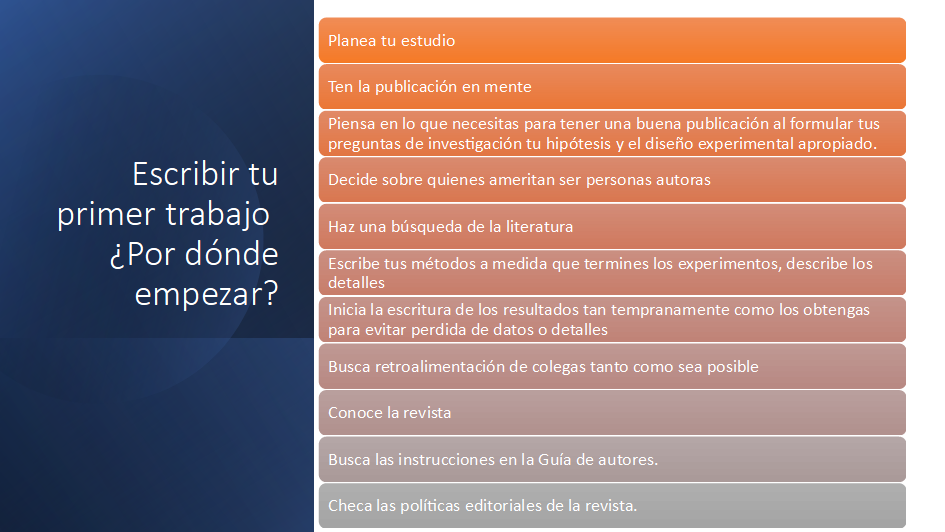 Escribir tu
primer trabajo
¿Por dónde
empezar?
Planea tu estudio
Ten la publicación en mente
Piensa en lo que necesitas para tener una buena publicación al formular tus
preguntas de investigación tu hipótesis y el diseño experimental apropiado.
Decide sobre quienes ameritan ser personas autoras
Haz una búsqueda de la literatura
Escribe tus métodos a medida que termines los experimentos, describe los
detalles
Inicia la escritura de los resultados tan tempranamente como los obtengas
para evitar perdida de datos o detalles
Busca retroalimentación de colegas tanto como sea posible
Conoce la revista
Busca las instrucciones en la Guía de autores.
Checa las políticas editoriales de la revista.